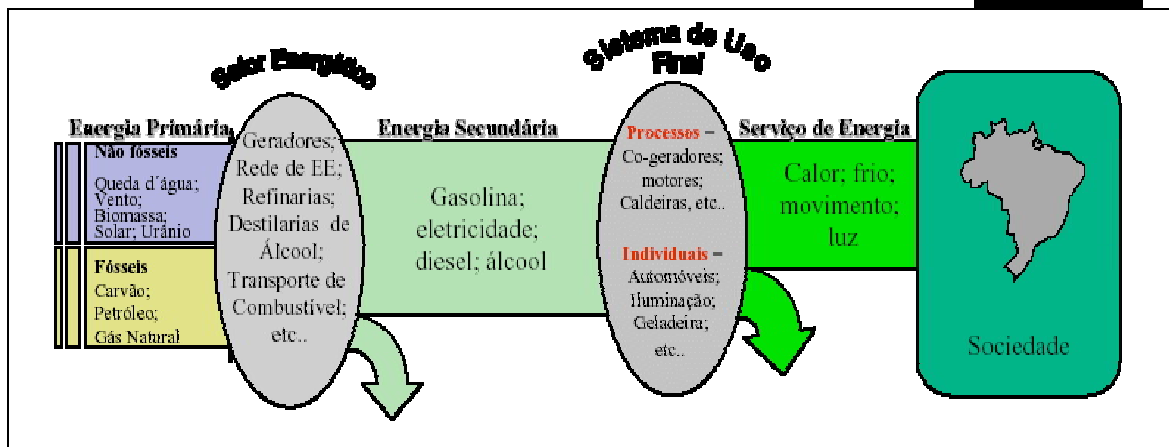 Energia Primária
Não fósseis
Queda d´água;
Vento;
Biomassa;
Solar; Urânio
Fósseis
Carvão;
Petróleo;
Gás Natural
Setor Energético
Geradores;
Rede de EE;
Refinarias;
Destilarias de
Álcool;
Transporte de
Combustível;
etc..
Energia Secundária
Gasolina;
eletricidade;
diesel; álcool
Sistema de Uso
Final
Processos –
Co-geradores;
motores;
Caldeiras, etc..
Individuais –
Automóveis;
Iluminação;
Geladeira;
etc..
Serviço de Energia
Calor; frio;
movimento;
luz
Sociedade